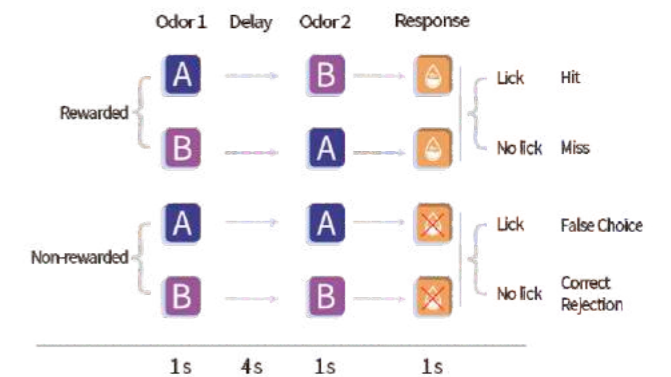 Odor 1 Delay Odor 2 Response
A B Lick Hit
Rewarded
B A No lick Miss
A A Lick False Choice
Non-rewarded
B B No lick Correct Rejection
1s 4s 1s 1s